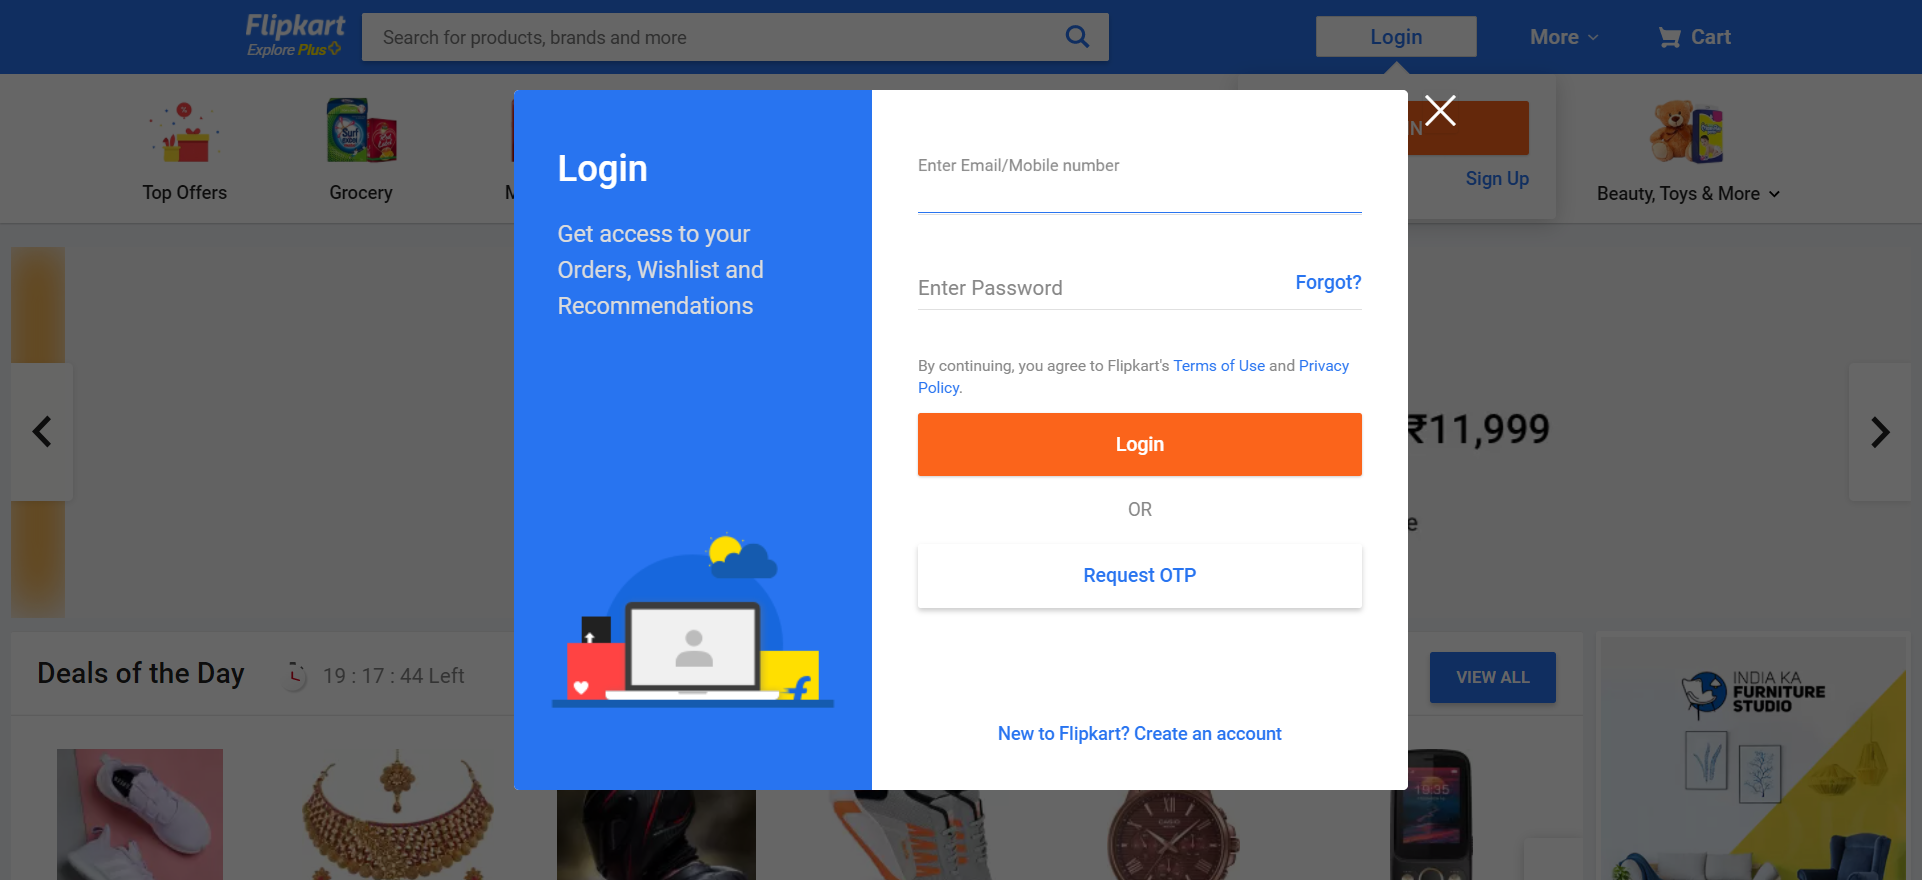 Flipkart
Explore Plus
Search for products, brands and more
Login
More
Cart
Top Offers
Grocery
Sign Up
Beauty, Toys & More
Login
Get access to your
Orders, Wishlist and
Recommendations
Enter Email/Mobile number
Enter Password
Forgot?
By continuing, you agree to Flipkart's Terms of Use and Privacy
Policy.
Login
OR
Request OTP
New to Flipkart? Create an account
₹11,999
Deals of the Day
19 : 17 : 44 Left
VIEW ALL
INDIA KA
FURNITURE
STUDIO
19:35
CASIO